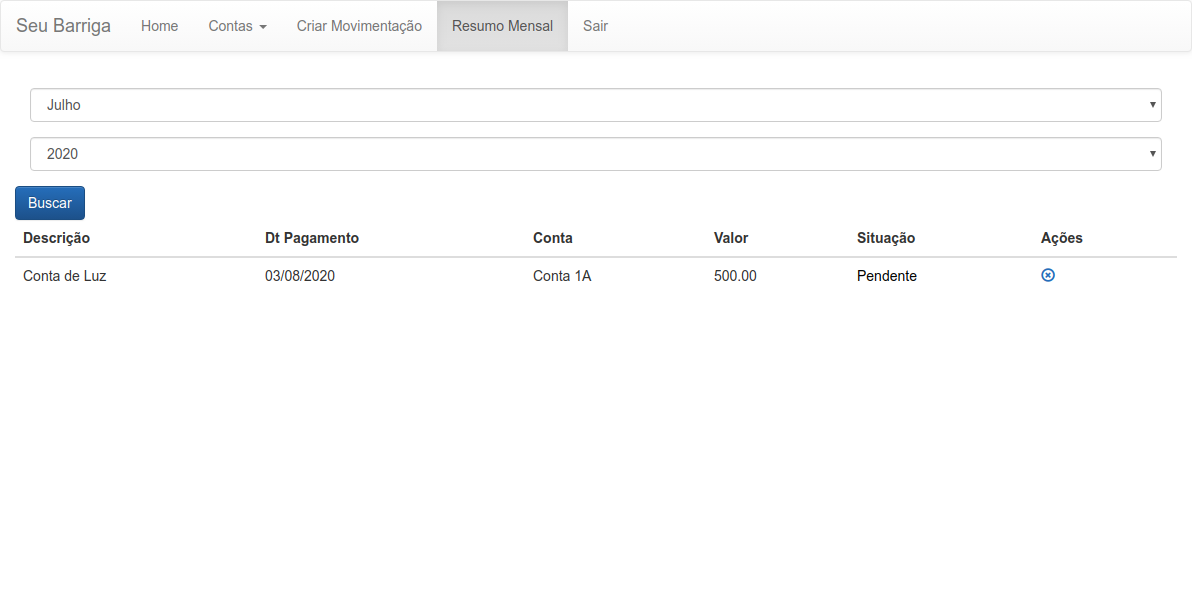 Seu Barriga Home Contas Criar Movimentação Resumo Mensal Sair
Julho
2020
Buscar
Descrição Dt Pagamento Conta Valor Situação Ações
Conta de Luz 03/08/2020 Conta 1A 500.00 Pendente